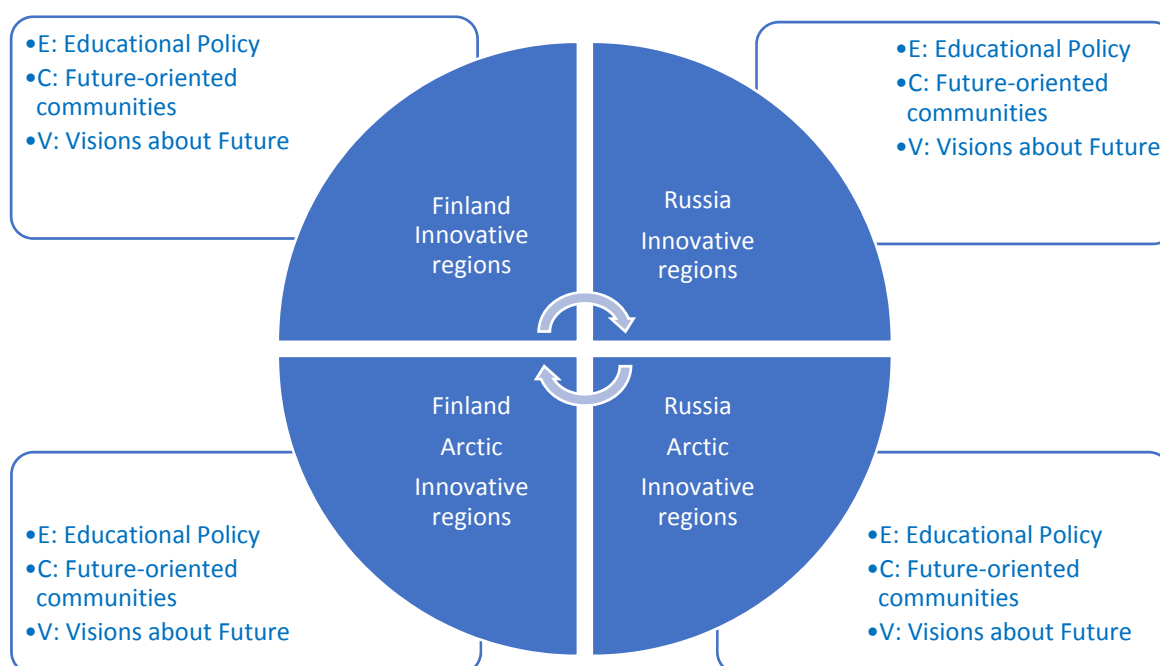 •E: Educational Policy
•C: Future-oriented
communities
•V: Visions about Future
•E: Educational Policy
•C: Future-oriented
communities
•V: Visions about Future
Finland
Innovative
regions
Russia
Innovative
regions
Finland
Arctic
Innovative
regions
Russia
Arctic
Innovative
regions
•E: Educational Policy
•C: Future-oriented
communities
•V: Visions about Future
•E: Educational Policy
•C: Future-oriented
communities
•V: Visions about Future